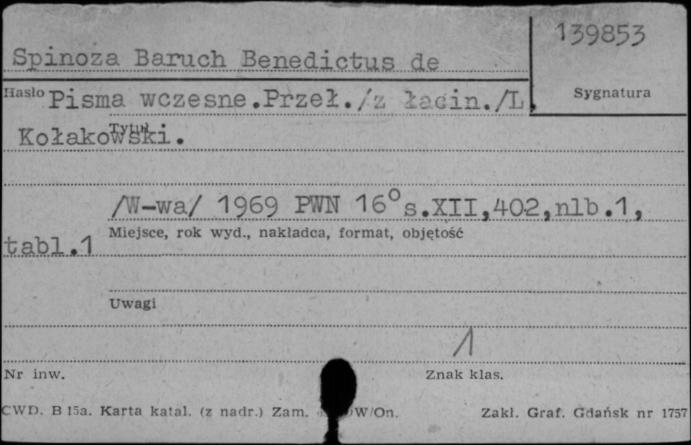 139853
Spinoza Baruch Benedictus de
Hasło Pisma wczesne.Przeł./z łacin./L. Sygnatura
Kołakowski.
Tytuł
/W-wa/ 1969 PWN 16° s.XII,402,nlb.1,
tabl.1 Miejsce, rok wyd., nakładca, format, objętość
Uwagi
1
Nr inw. Znak klas.
CWD. B 15a. Karta katal. (z nadr.) Zam. W/On. Zakł. Graf. Gdańsk nr 1757